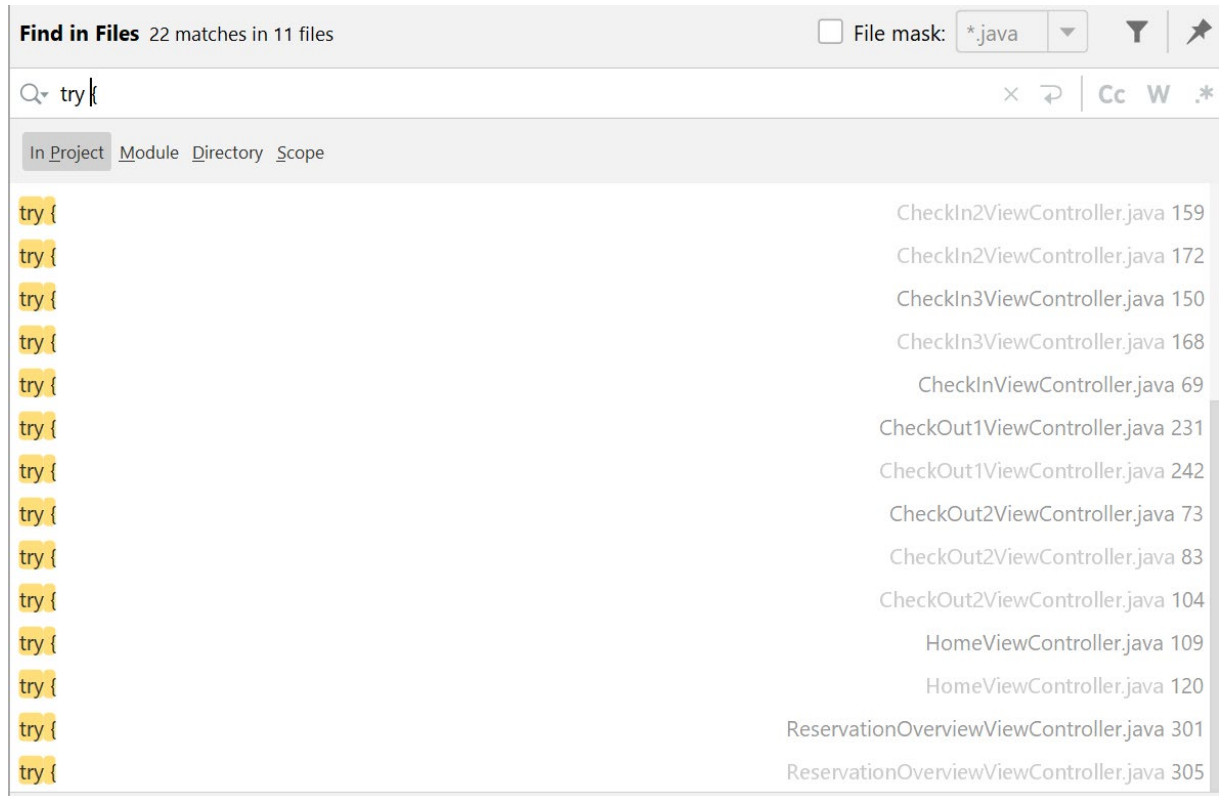 Find in Files 22 matches in 11 files File mask: *.java
try { Cc W .*
In Project Module Directory Scope
try { CheckIn2ViewController.java 159
try { CheckIn2ViewController.java 172
try { CheckIn3ViewController.java 150
try { CheckIn3ViewController.java 168
try { CheckInViewController.java 69
try { CheckOut1ViewController.java 231
try { CheckOut1ViewController.java 242
try { CheckOut2ViewController.java 73
try { CheckOut2ViewController.java 83
try { CheckOut2ViewController.java 104
try { HomeViewController.java 109
try { HomeViewController.java 120
try { ReservationOverviewViewController.java 301
try { ReservationOverviewViewController.java 305